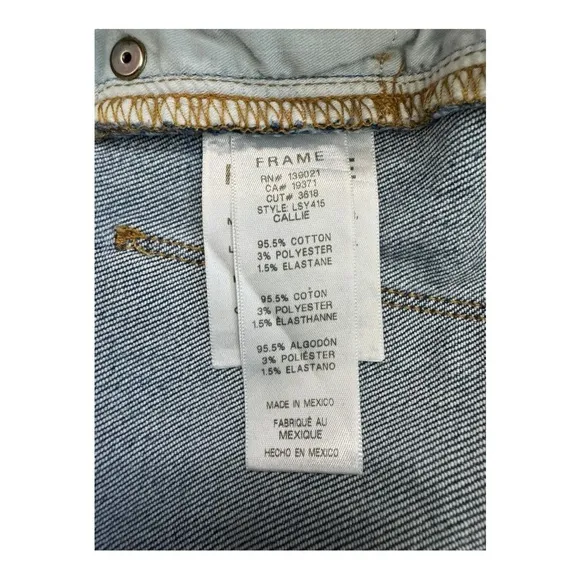 FRAME
RN# 139021
CA# 19371
CUT# 3618
STYLE: LSY415
CALLIE
95.5% COTTON
3% POLYESTER
1.5% ELASTANE
95.5% COTON
3% POLYESTER
1.5% ÉLASTHANNE
95.5% ALGODÓN
3% POLIÉSTER
1.5% ELASTANO
MADE IN MEXICO
FABRIQUÉ AU
MEXIQUE
HECHO EN MEXICO